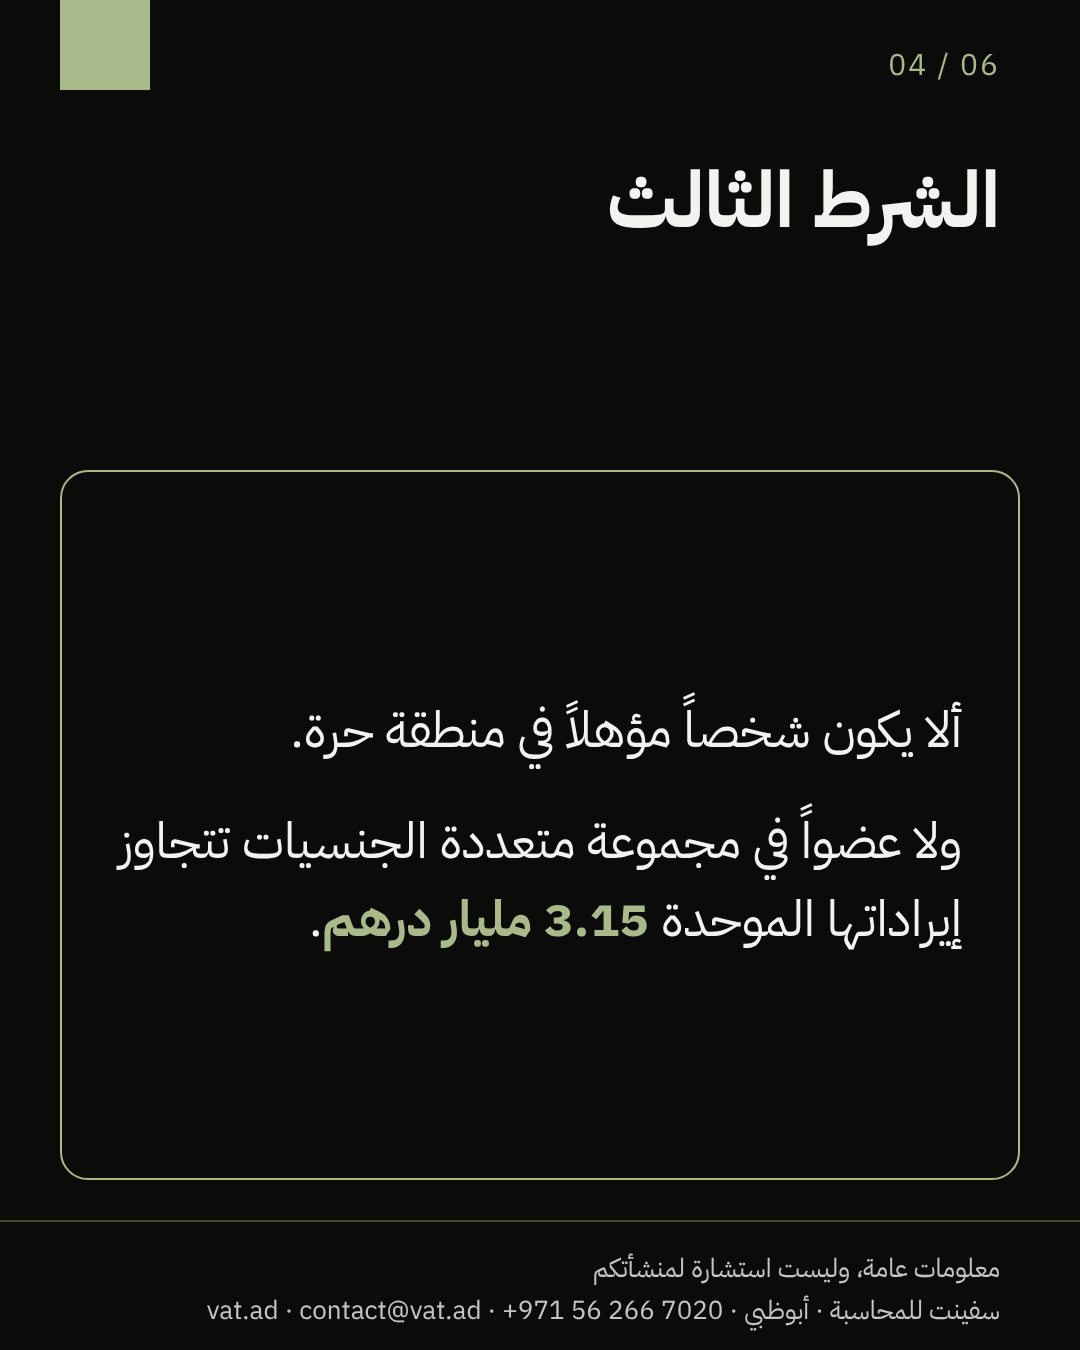 04 / 06
الشرط الثالث
ألا يكون شخصاً مؤهلاً في منطقة حرة.
ولا عضواً في مجموعة متعددة الجنسيات تتجاوز
إيراداتها الموحدة 3.15 مليار درهم.
معلومات عامة، وليست استشارة لمنشأتكم
سفينت للمحاسبة · أبوظبي · +971 56 266 7020 · contact@vat.ad · vat.ad